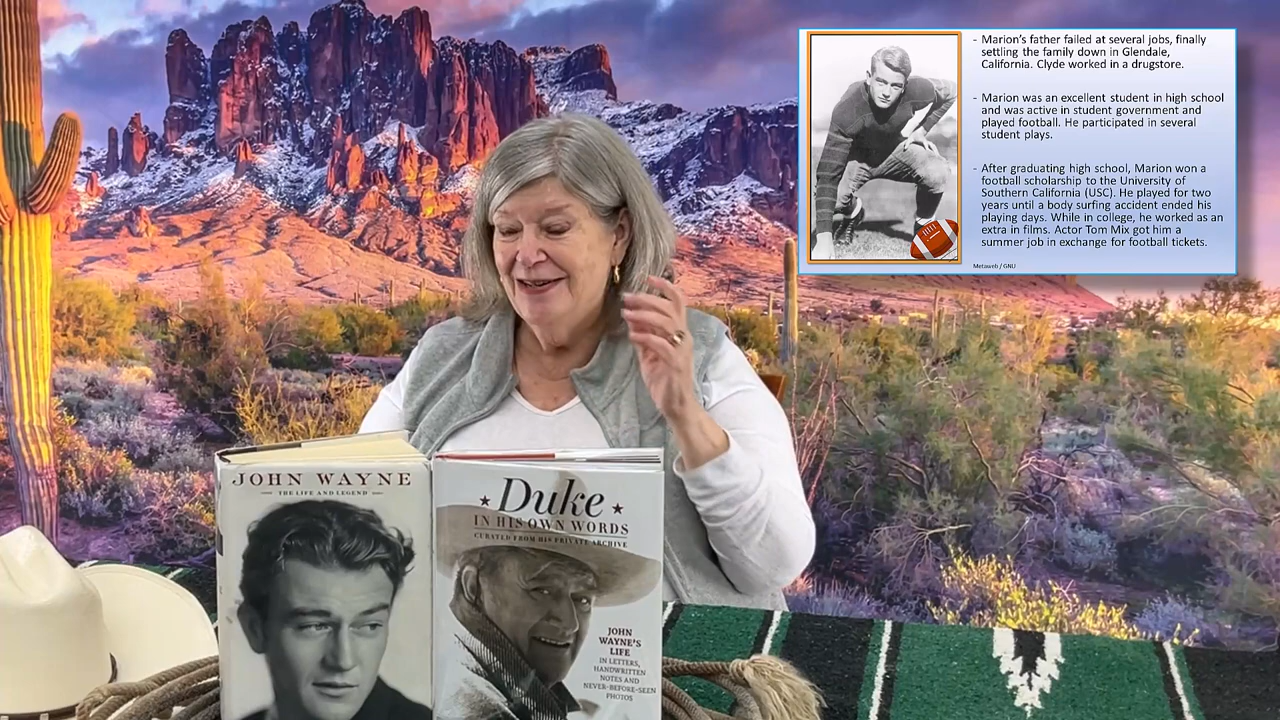 - Marion's father failed at several jobs, finally
settling the family down in Glendale,
California. Clyde worked in a drugstore.
- Marion was an excellent student in high school
and was active in student government and
played football. He participated in several
student plays.
- After graduating high school, Marion won a
football scholarship to the University of
Southern California (USC). He played for two
years until a body surfing accident ended his
playing days. While in college, he worked as an
extra in films. Actor Tom Mix got him a
summer job in exchange for football tickets.
Metaweb / GNU
JOHN WAYNE
THE LIFE AND LEGEND
Duke
IN HIS OWN WORDS
CURATED FROM HIS PRIVATE ARCHIVE
JOHN
WAYNE'S
LIFE
IN LETTERS,
HANDWRITTEN
NOTES AND
NEVER-BEFORE-SEEN
PHOTOS